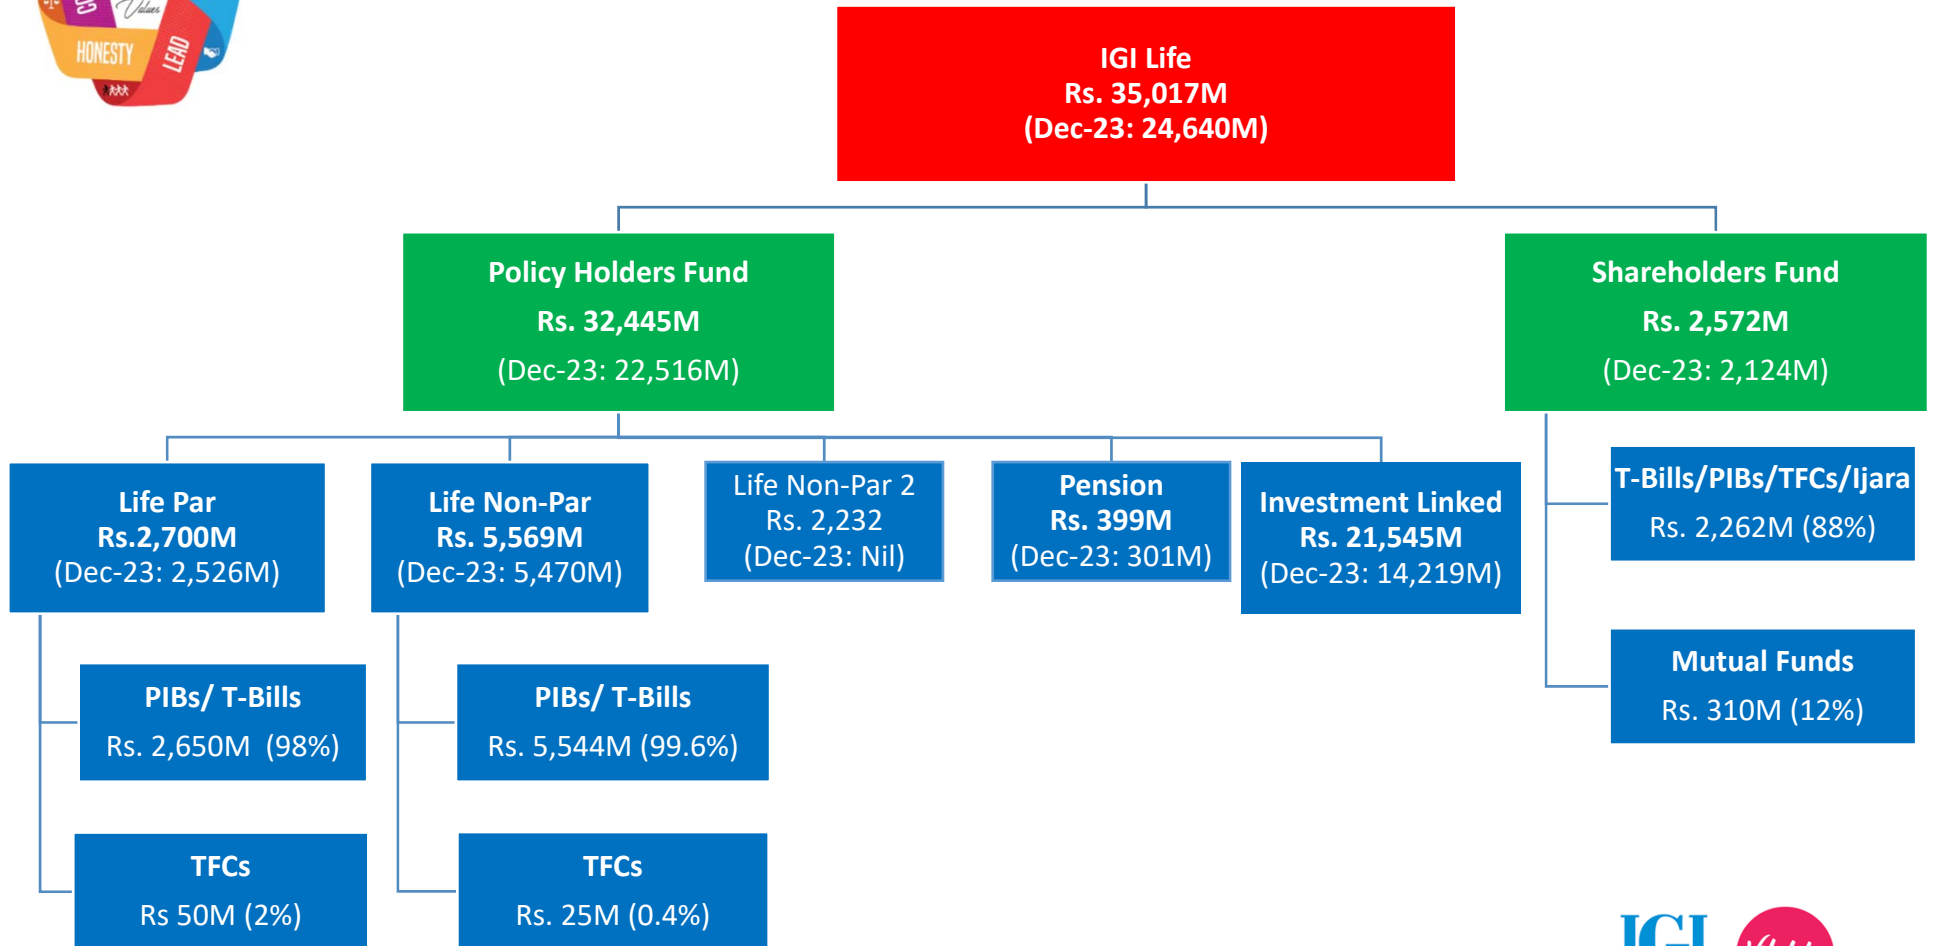 Values
HONESTY
LEAD
IGI Life
Rs. 35,017M
(Dec-23: 24,640M)
Policy Holders Fund
Rs. 32,445M
(Dec-23: 22,516M)
Shareholders Fund
Rs. 2,572M
(Dec-23: 2,124M)
Life Par
Rs.2,700M
(Dec-23: 2,526M)
Life Non-Par
Rs. 5,569M
(Dec-23: 5,470M)
Life Non-Par 2
Rs. 2,232
(Dec-23: Nil)
Pension
Rs. 399M
(Dec-23: 301M)
Investment Linked
Rs. 21,545M
(Dec-23: 14,219M)
T-Bills/PIBs/TFCs/Ijara
Rs. 2,262M (88%)
Mutual Funds
Rs. 310M (12%)
PIBs/ T-Bills
Rs. 2,650M (98%)
PIBs/ T-Bills
Rs. 5,544M (99.6%)
TFCs
Rs 50M (2%)
TFCs
Rs. 25M (0.4%)
IGI